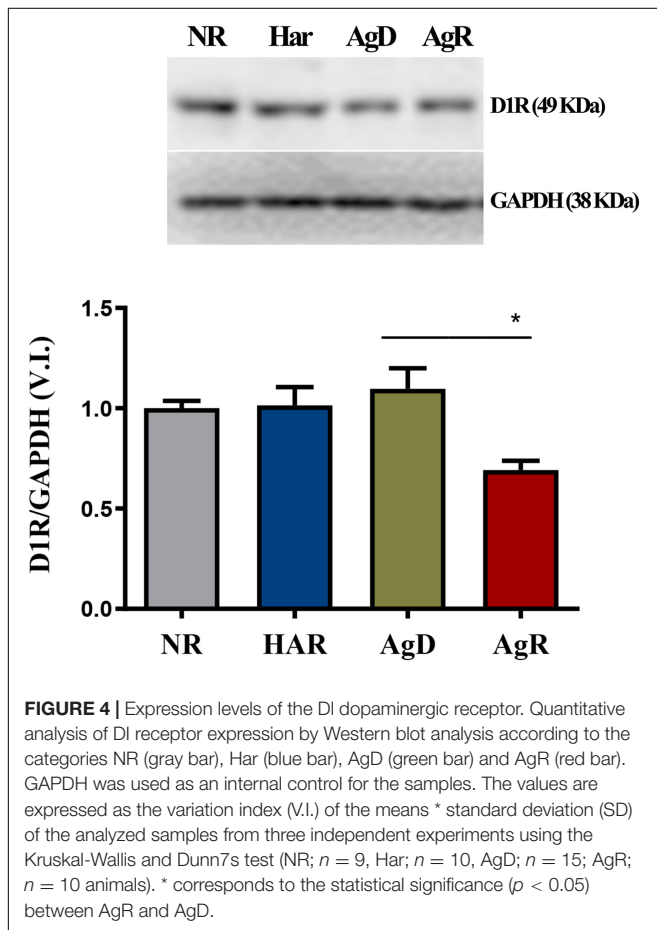 NR Har AgD AgR
D1R (49 KDa)
GAPDH (38 KDa)
D1R/GAPDH (V.I.)
1.5
1.0
0.5
0.0
*
NR HAR AgD AgR
FIGURE 4 | Expression levels of the Dl dopaminergic receptor. Quantitative
analysis of Dl receptor expression by Western blot analysis according to the
categories NR (gray bar), Har (blue bar), AgD (green bar) and AgR (red bar).
GAPDH was used as an internal control for the samples. The values are
expressed as the variation index (V.I.) of the means * standard deviation (SD)
of the analyzed samples from three independent experiments using the
Kruskal-Wallis and Dunn7s test (NR; n = 9, Har; n = 10, AgD; n = 15; AgR;
n = 10 animals). * corresponds to the statistical significance (p < 0.05)
between AgR and AgD.